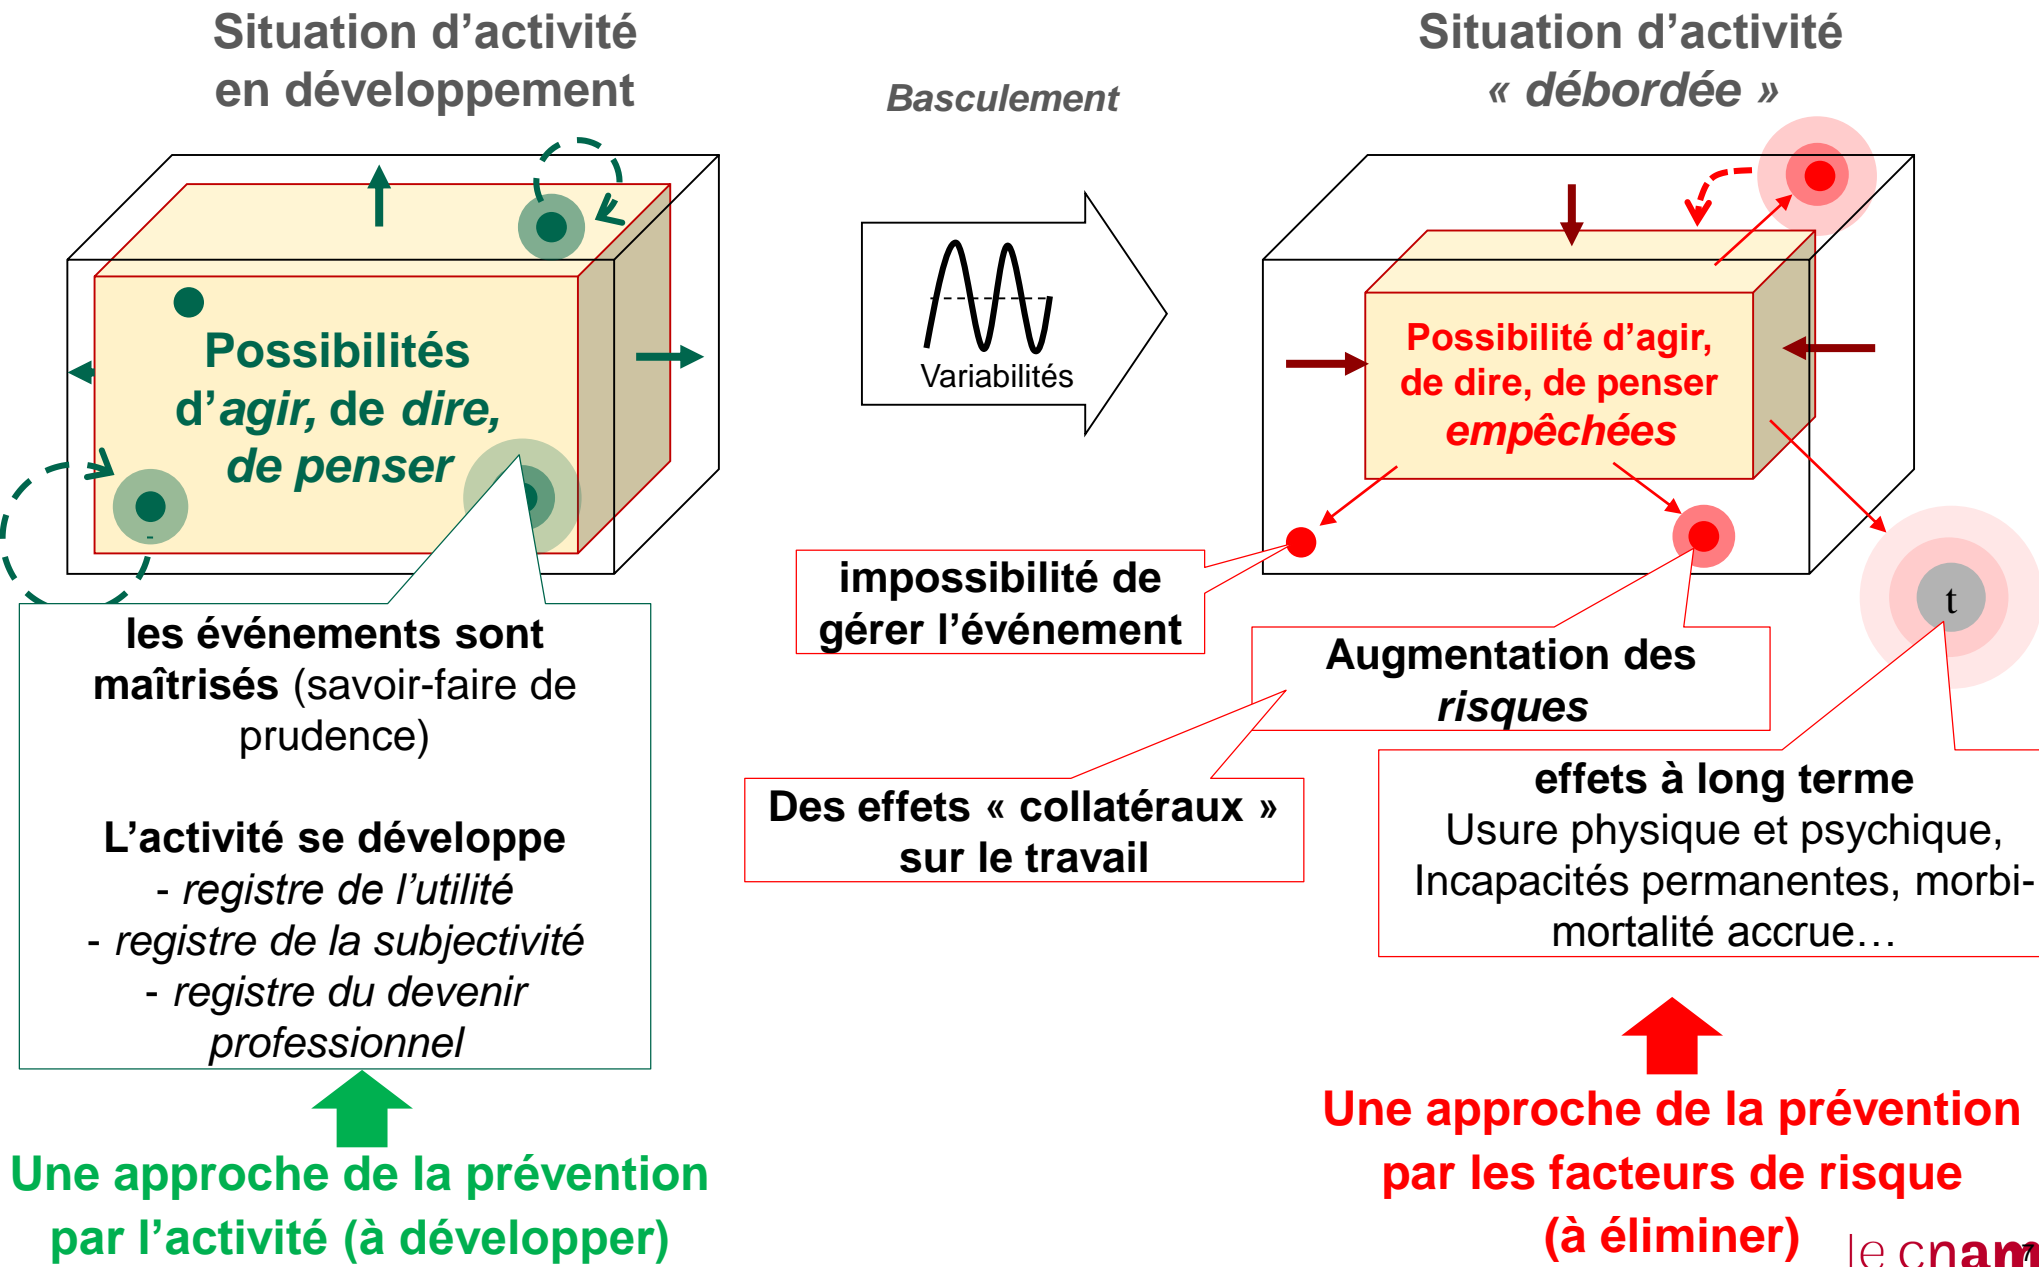 Situation d’activité
en développement
Basculement
Situation d’activité
« débordée »
Possibilités
d’agir, de dire,
de penser
Variabilités
Possibilité d’agir,
de dire, de penser
empêchées
impossibilité de
gérer l’événement
t
les événements sont
maîtrisés (savoir-faire de
prudence)
L’activité se développe
- registre de l’utilité
- registre de la subjectivité
- registre du devenir
professionnel
Augmentation des
risques
Des effets « collatéraux »
sur le travail
effets à long terme
Usure physique et psychique,
Incapacités permanentes, morbi-
mortalité accrue…
Une approche de la prévention
par l’activité (à développer)
Une approche de la prévention
par les facteurs de risque
(à éliminer)
le cnam
7